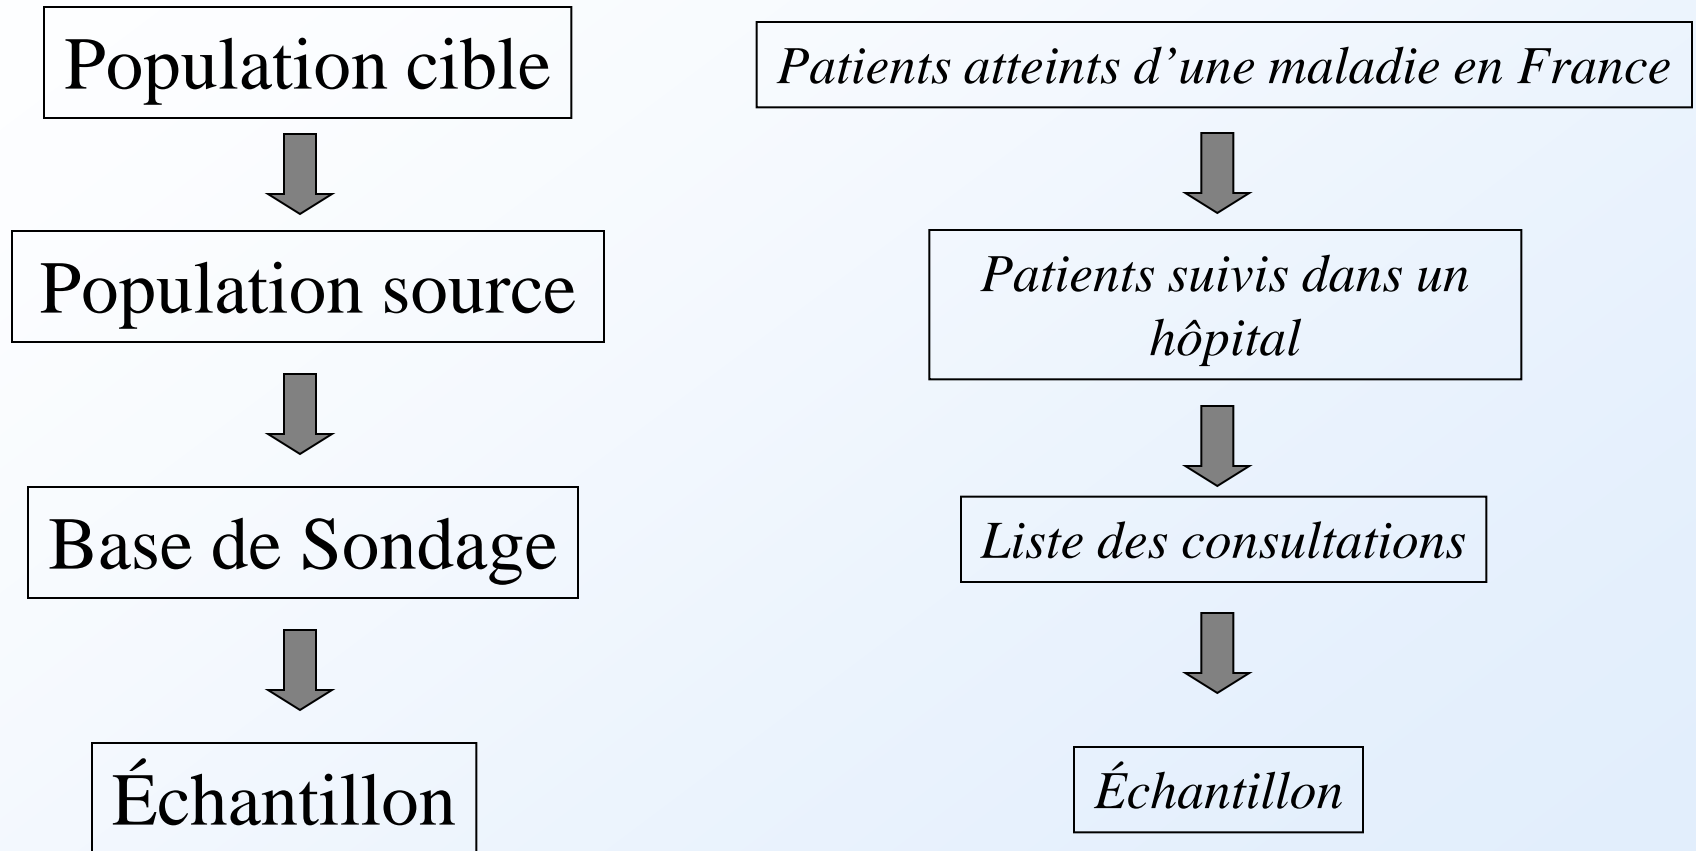 Population cible
Patients atteints d’une maladie en France
Population source
Patients suivis dans un
hôpital
Base de Sondage
Liste des consultations
Échantillon
Échantillon